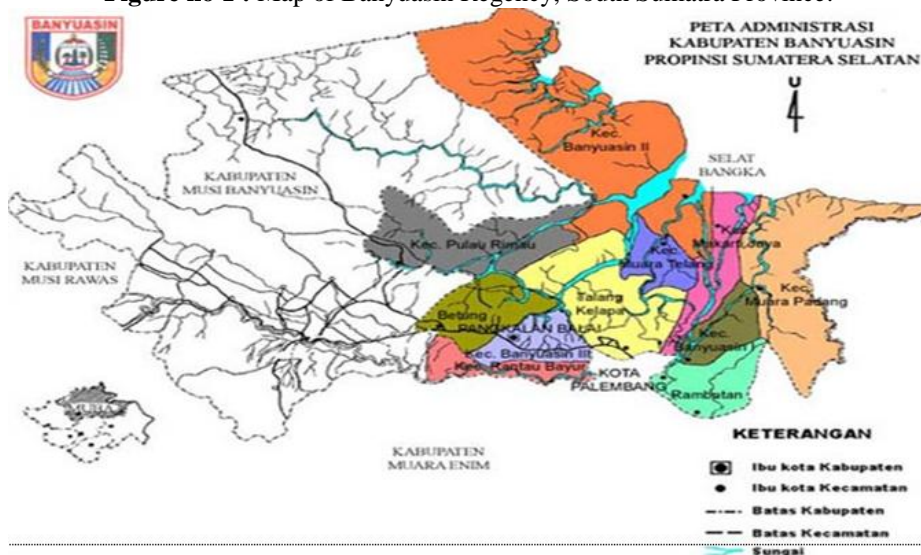 Figure no 1 : Map of Banyuasin Regency, South Sumatra Province.
BANYUASIN
PETA ADMINISTRASI
KABUPATEN BANYUASIN
PROPINSI SUMATERA SELATAN
U
Kec.
Banyuasin II
SELAT
BANGKA
KABUPATEN
MUSI BANYUASIN
Kec. Pulau Rimau
Kec.
Makarti Jaya
Kec.
Muara Telang
KABUPATEN
MUSI RAWAS
Kec.
Muara Padang
Talang
Kelapa
Betung
PANGKALAN BALAI
Kec.
Banyuasin I
Kec. Banyuasin III
Kec. Rantau Bayur
KOTA
PALEMBANG
Rambutan
MUBA
KABUPATEN
MUARA ENIM
KETERANGAN
Ibu kota Kabupaten
Ibu kota Kecamatan
Batas Kabupaten
Batas Kecamatan
Sungai